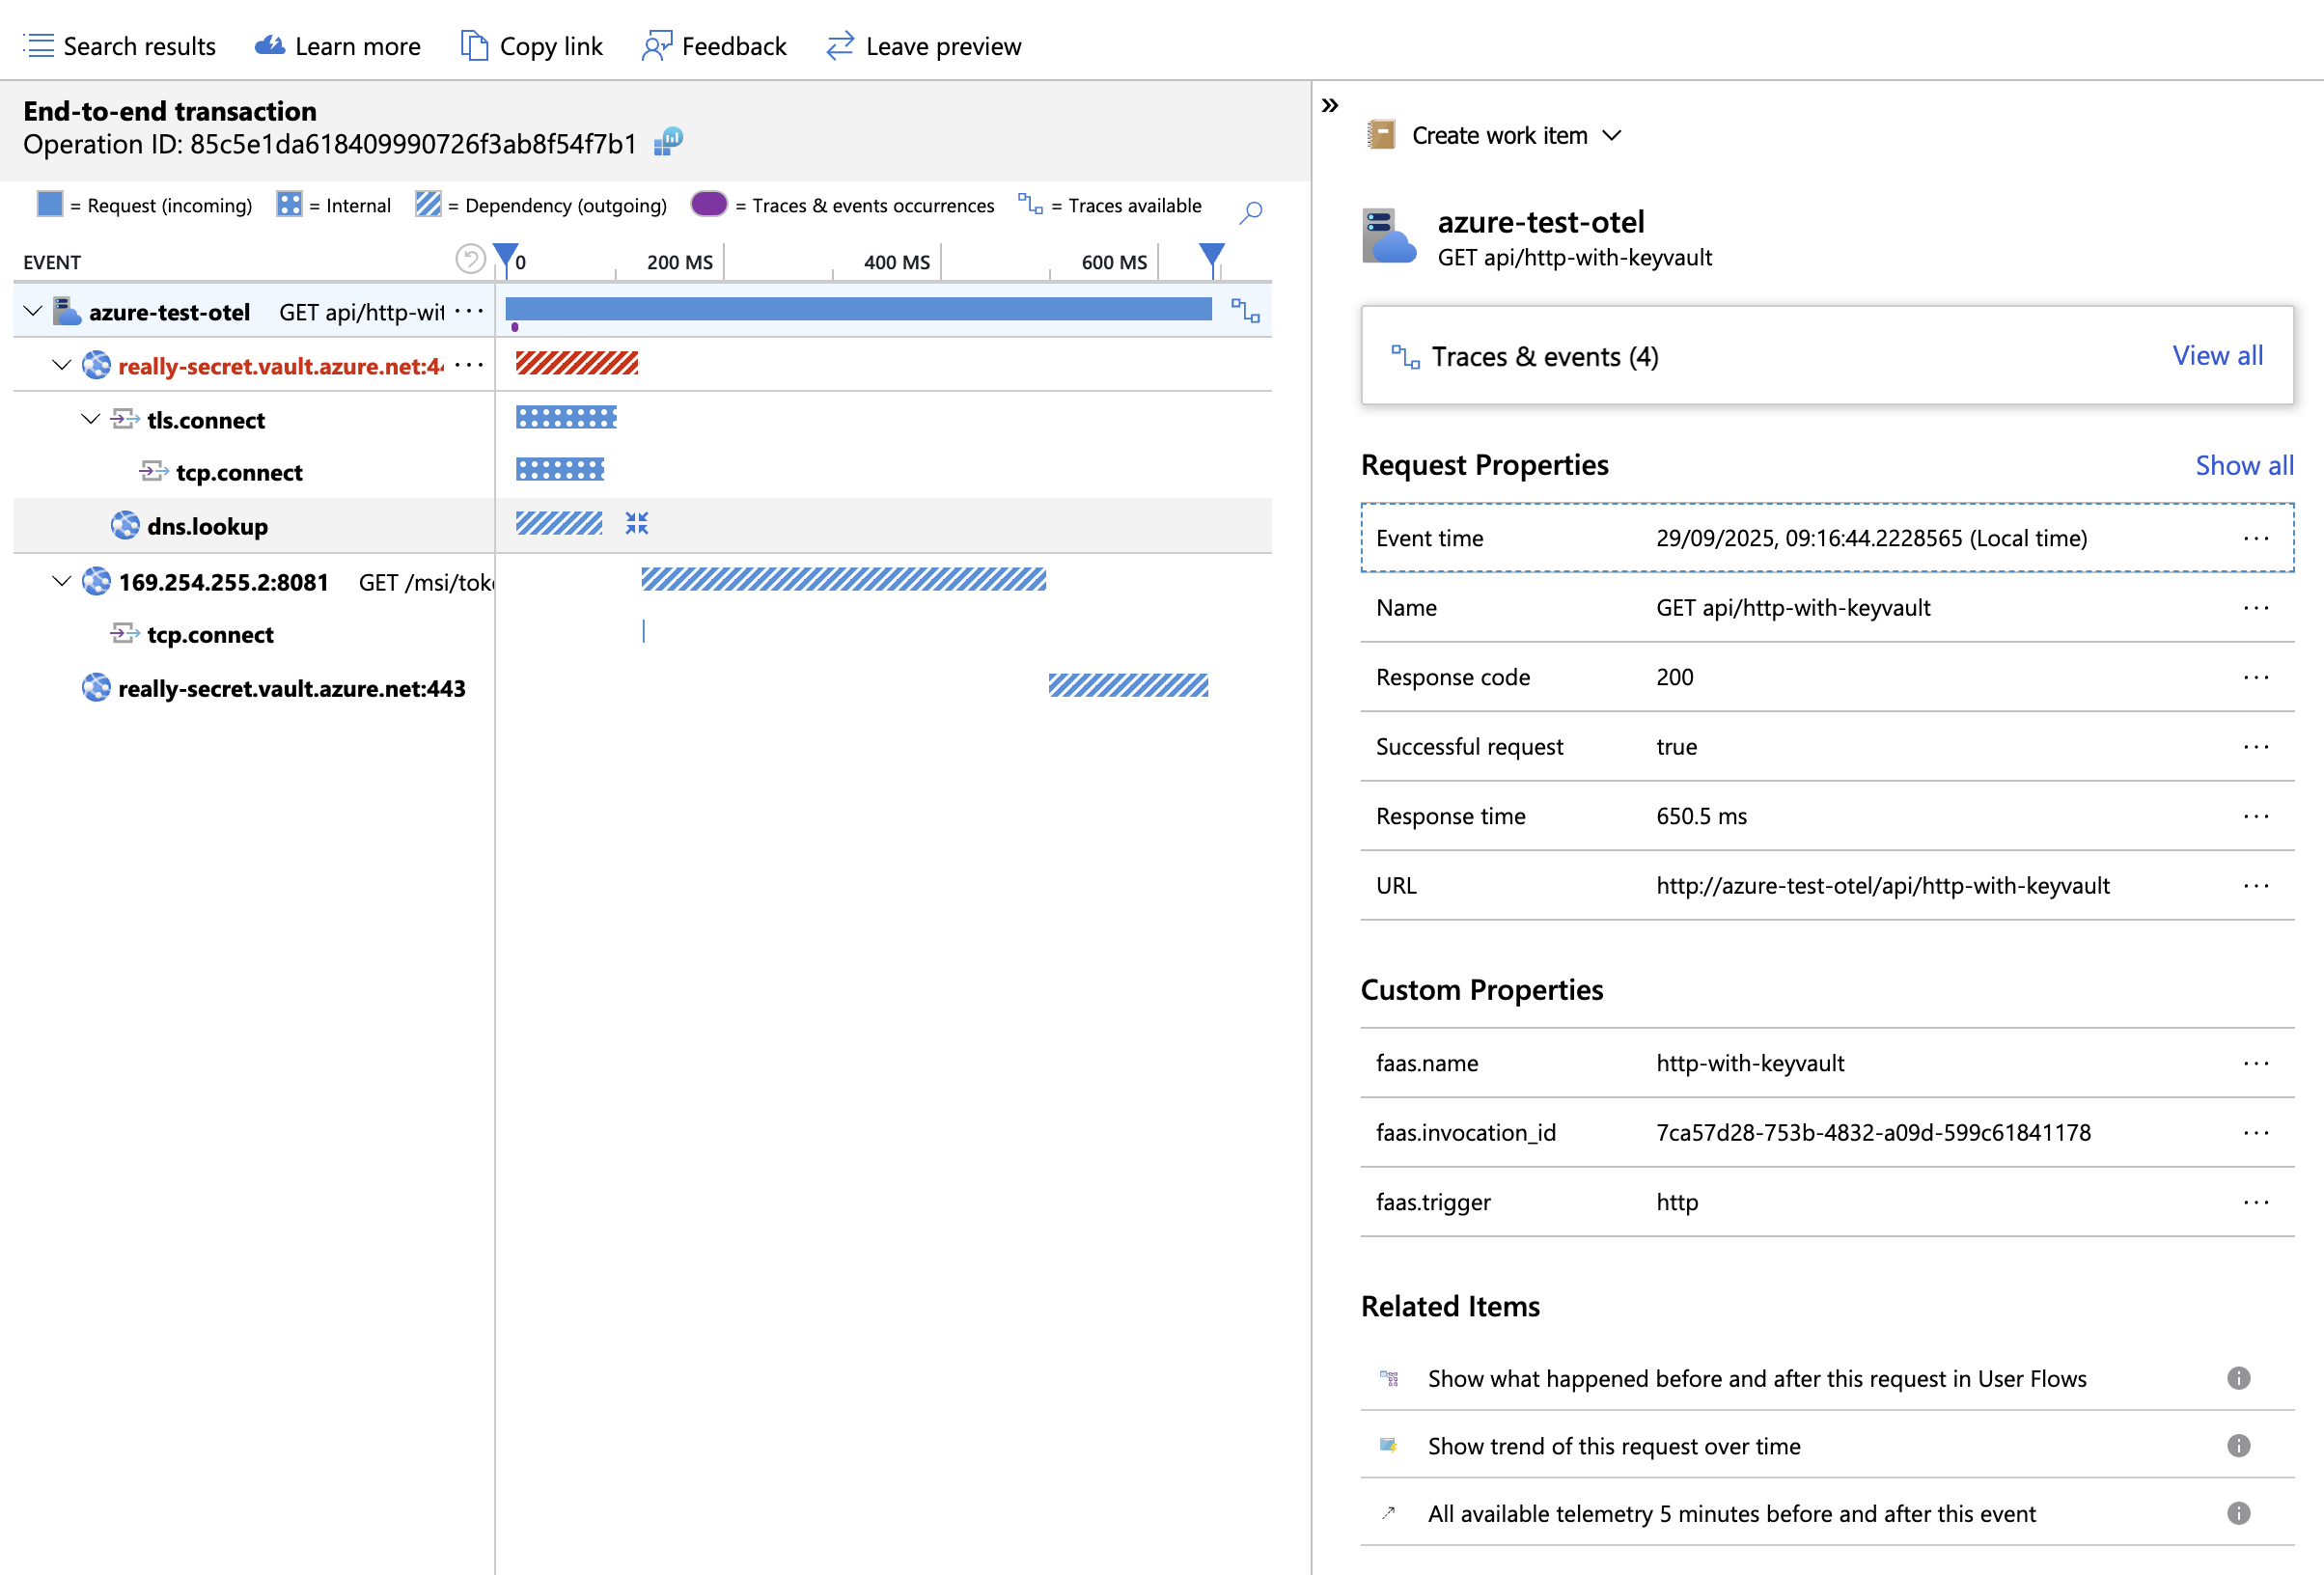 Search results
Learn more
Copy link
Feedback
Leave preview
End-to-end transaction
Operation ID: 85c5e1da618409990726f3ab8f54f7b1
= Request (incoming)
= Internal
= Dependency (outgoing)
= Traces & events occurrences
= Traces available
EVENT
0
200 MS
400 MS
600 MS
azure-test-otel GET api/http-wit ...
really-secret.vault.azure.net:4 ...
tls.connect
tcp.connect
dns.lookup
169.254.255.2:8081 GET /msi/toke
tcp.connect
really-secret.vault.azure.net:443
Create work item
azure-test-otel
GET api/http-with-keyvault
Traces & events (4)
View all
Request Properties
Show all
Event time 29/09/2025, 09:16:44.2228565 (Local time) ...
Name GET api/http-with-keyvault ...
Response code 200 ...
Successful request true ...
Response time 650.5 ms ...
URL http://azure-test-otel/api/http-with-keyvault ...
Custom Properties
faas.name http-with-keyvault ...
faas.invocation_id 7ca57d28-753b-4832-a09d-599c61841178 ...
faas.trigger http ...
Related Items
Show what happened before and after this request in User Flows
Show trend of this request over time
All available telemetry 5 minutes before and after this event